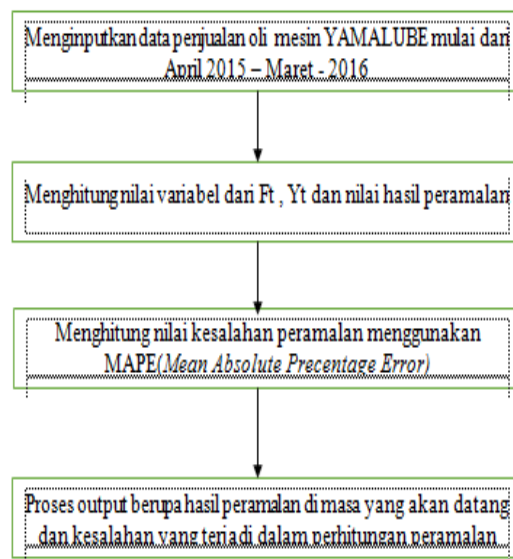 Menginputkan data penjualan oli mesin YAMALUBE mulai dari
April 2015 – Maret - 2016
Menghitung nilai variabel dari Ft , Yt dan nilai hasil peramalan
Menghitung nilai kesalahan peramalan menggunakan
MAPE(Mean Absolute Precentage Error)
Proses output berupa hasil peramalan di masa yang akan datang
dan kesalahan yang terjadi dalam perhitungan peramalan